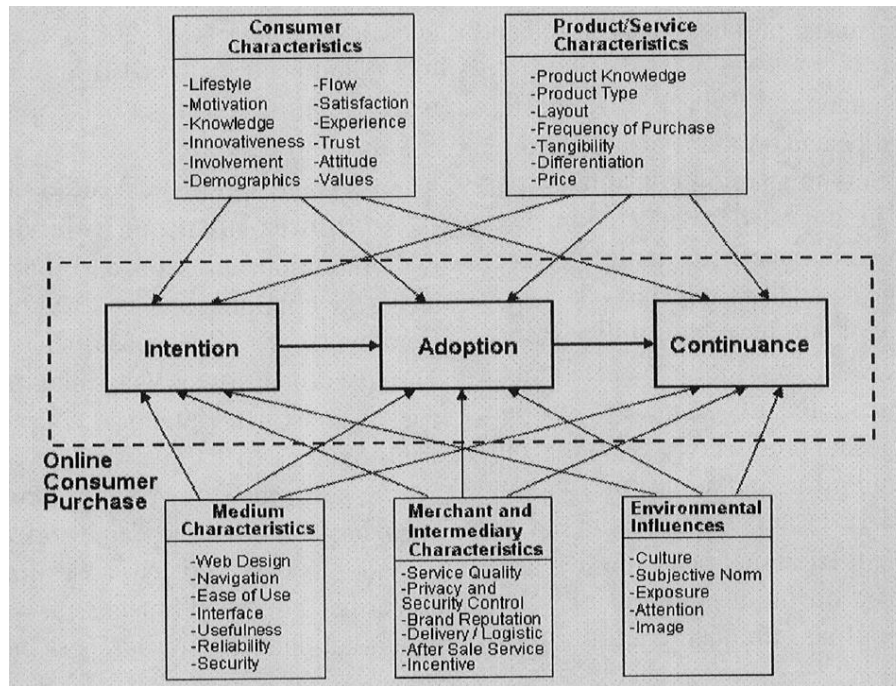 Consumer
Characteristics
-Lifestyle
-Motivation
-Knowledge
-Innovativeness
-Involvement
-Demographics
-Flow
-Satisfaction
-Experience
-Trust
-Attitude
-Values
Product/Service
Characteristics
-Product Knowledge
-Product Type
-Layout
-Frequency of Purchase
-Tangibility
-Differentiation
-Price
Intention
Adoption
Continuance
Online
Consumer
Purchase
Medium
Characteristics
-Web Design
-Navigation
-Ease of Use
-Interface
-Usefulness
-Reliability
-Security
Merchant and
Intermediary
Characteristics
-Service Quality
-Privacy and
Security Control
-Brand Reputation
-Delivery / Logistic
-After Sale Service
-Incentive
Environmental
Influences
-Culture
-Subjective Norm
-Exposure
-Attention
-Image